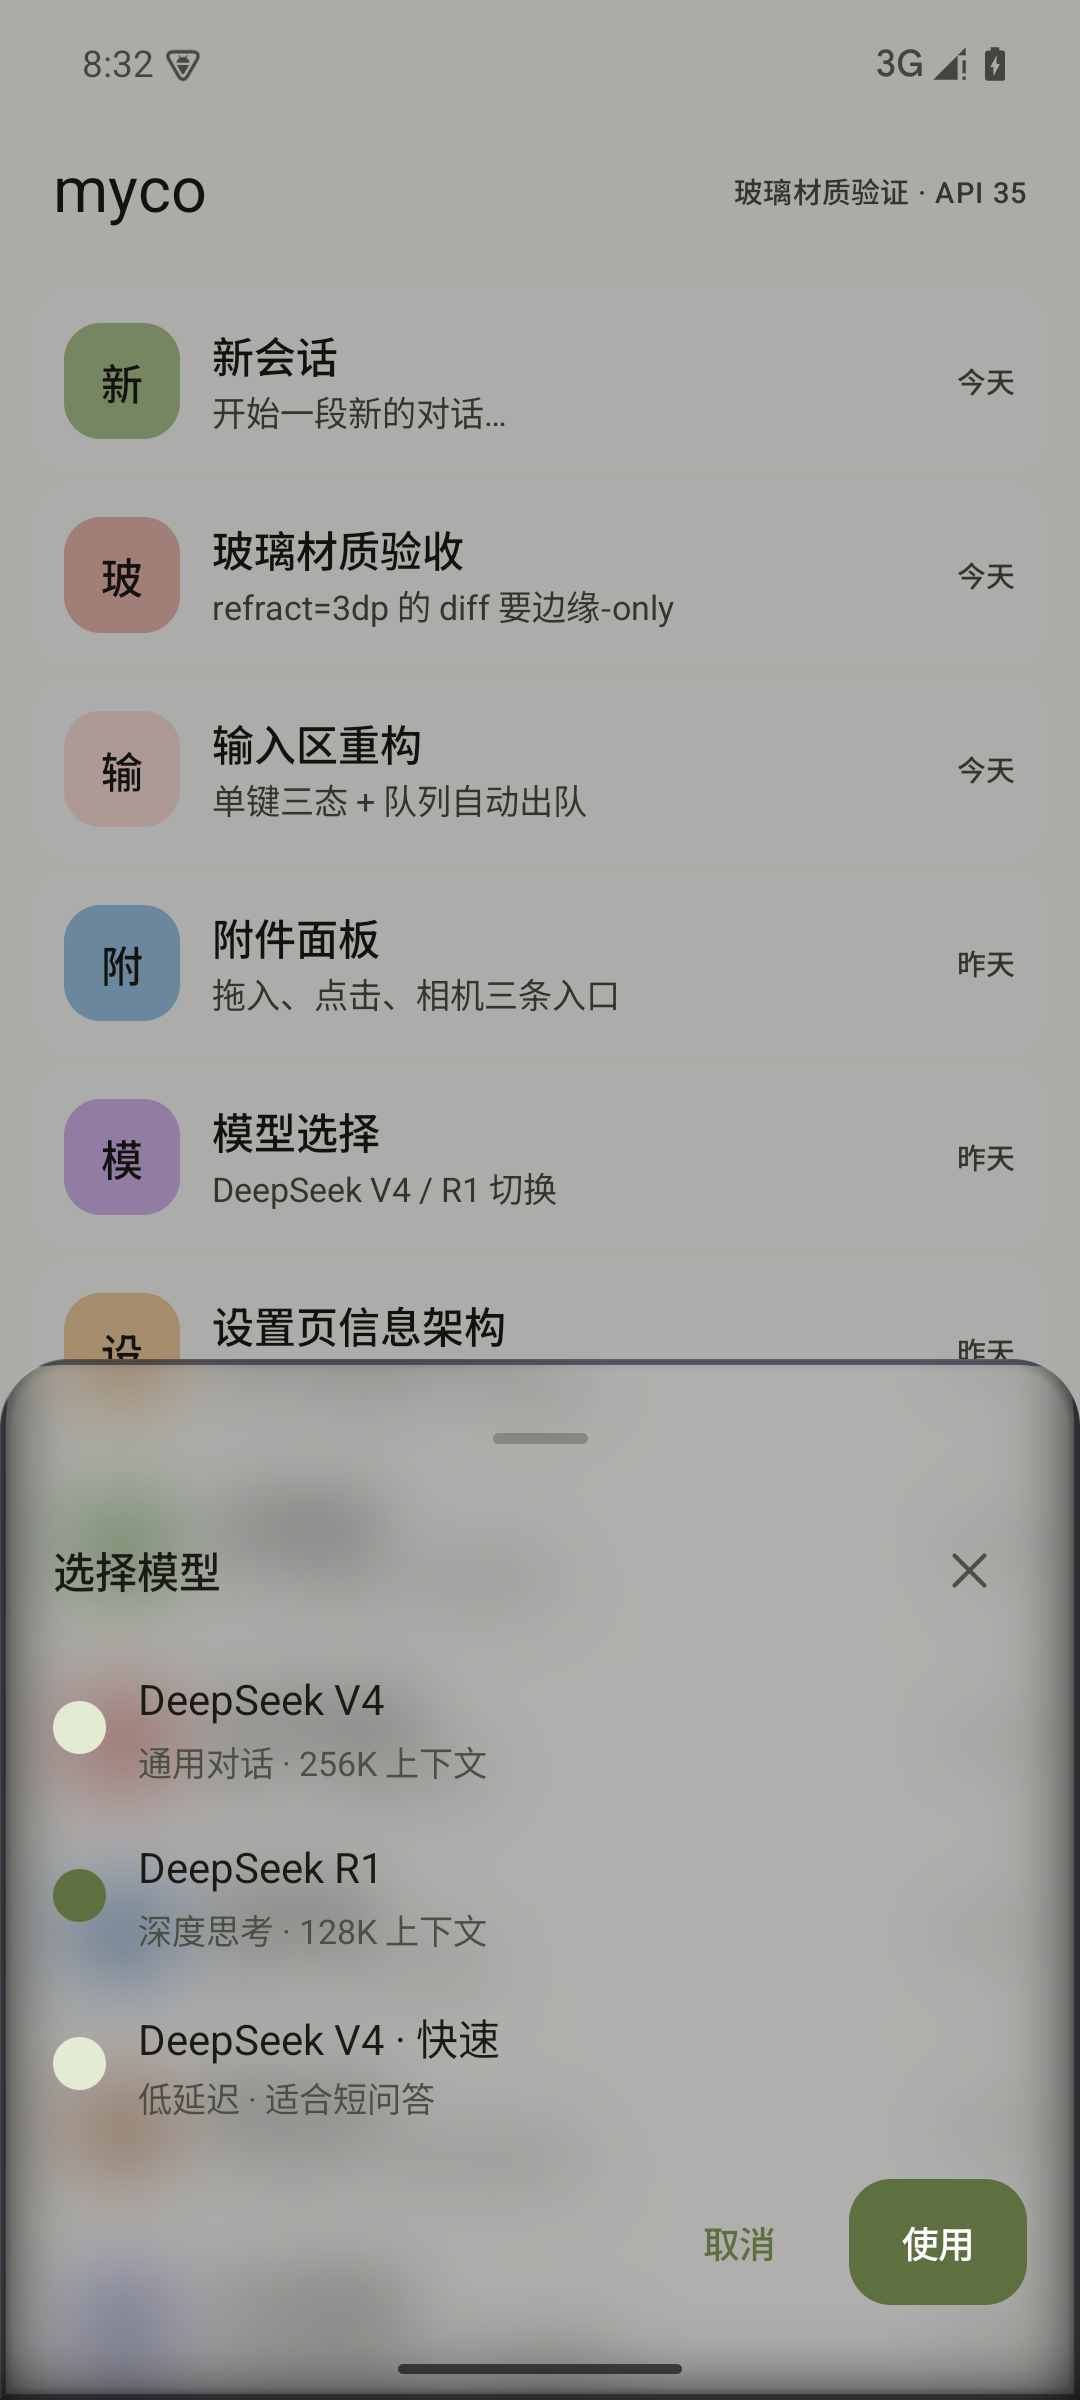 8:32
3G
myco
玻璃材质验证 · API 35
新
新会话
开始一段新的对话...
今天
玻
玻璃材质验收
refract=3dp 的 diff 要边缘-only
今天
输
输入区重构
单键三态 + 队列自动出队
今天
附
附件面板
拖入、点击、相机三条入口
昨天
模
模型选择
DeepSeek V4 / R1 切换
昨天
设
设置页信息架构
昨天
选择模型
DeepSeek V4
通用对话 · 256K 上下文
DeepSeek R1
深度思考 · 128K 上下文
DeepSeek V4 · 快速
低延迟 · 适合短问答
取消
使用